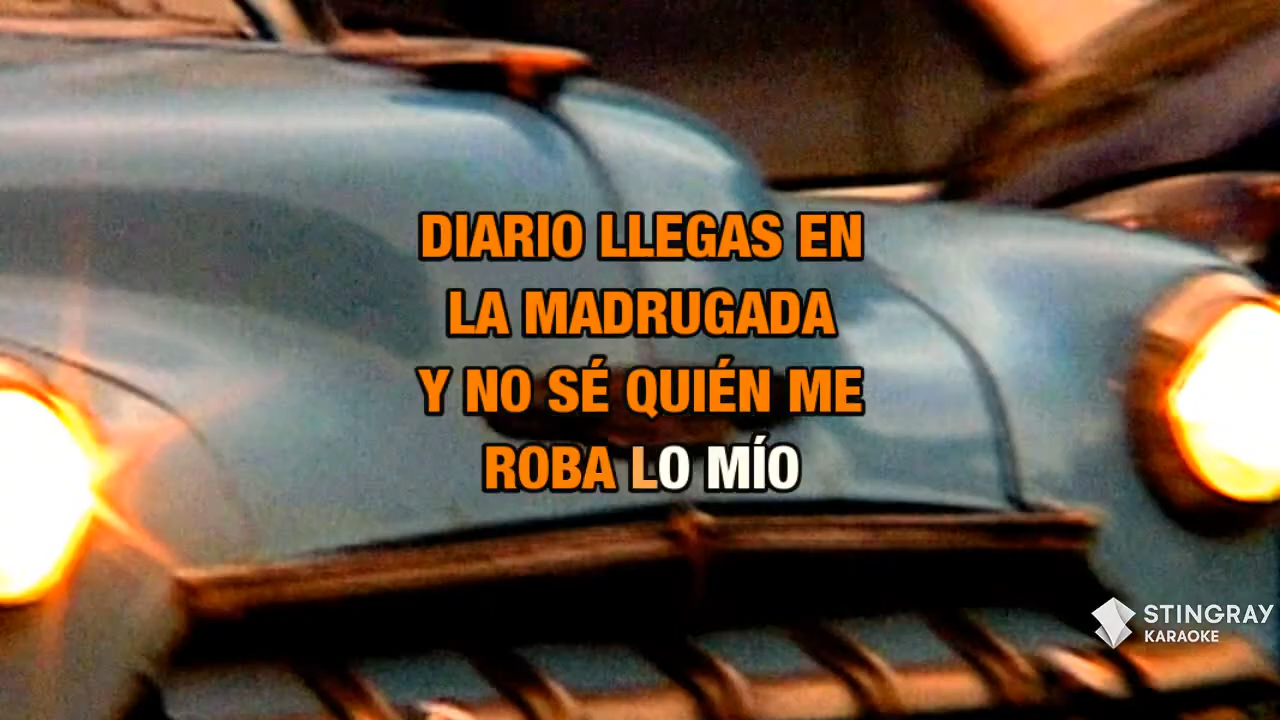 DIARIO LLEGAS EN
LA MADRUGADA
Y NO SÉ QUIÉN ME
ROBA LO MÍO
STINGRAY
KARAOKE